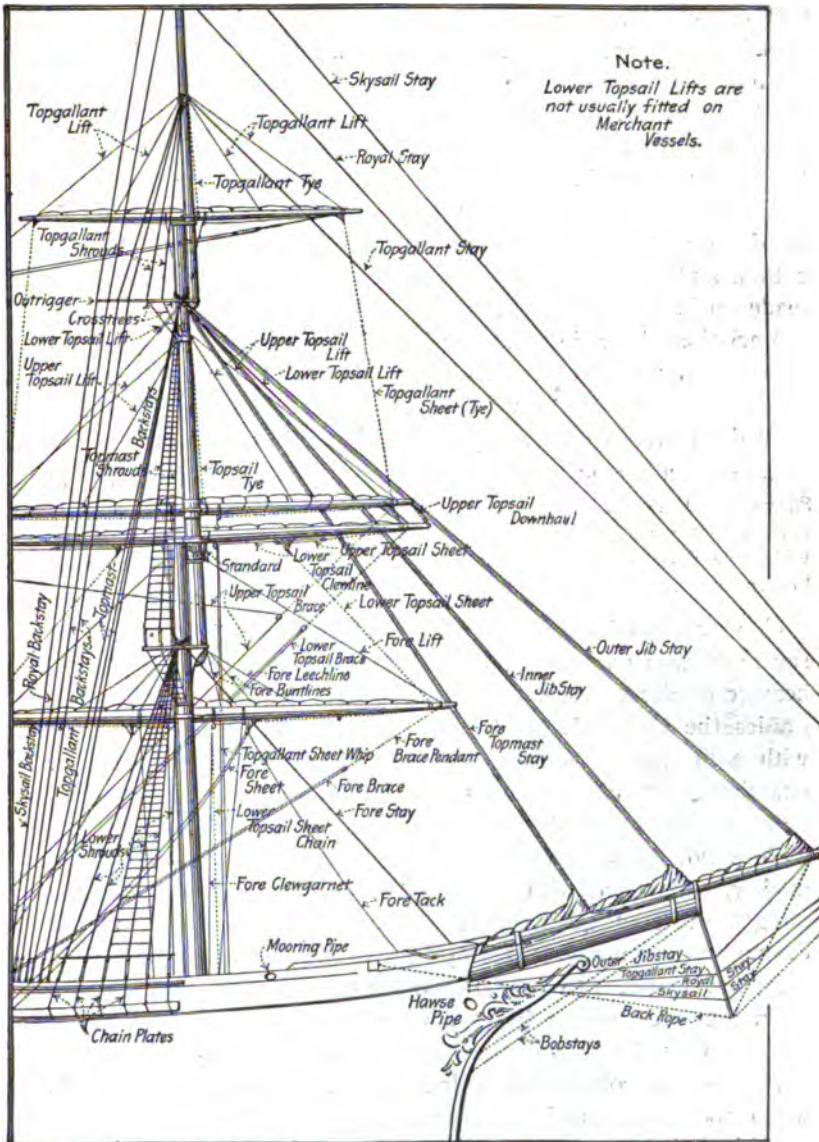 Note.
Lower Topsail Lifts are
not usually fitted on
Merchant
Vessels.
Skysail Stay
Topgallant
Lift
Topgallant Lift
Royal Stay
Topgallant Tye
Topgallant
Shrouds
Topgallant Stay
Outrigger
Crosstrees
Lower Topsail Lift
Upper
Topsail Lift
Upper Topsail
Lift
Lower Topsail Lift
Topgallant
Sheet (Tye)
Backstays
Topmast
Shrouds
Topsail
Tye
Upper Topsail
Downhaul
Standard
Lower
Topsail
Clewline
Upper Topsail Sheet
Upper Topsail
Brace
Lower Topsail Sheet
Fore Lift
Lower
Topsail Brace
Fore Leechline
Fore Buntlines
Outer Jib Stay
Inner
Jib Stay
Royal Backstay
Topmast
Topgallant Backstays
Skysail Backstay
Fore
Topmast
Stay
Fore
Brace Pendant
Topgallant Sheet Whip
Fore
Sheet
Fore Brace
Fore Stay
Lower
Topsail Sheet
Chain
Lower
Shrouds
Fore Clewgarnet
Fore Tack
Mooring Pipe
Outer Jibstay
Topgallant Stay
Royal Stay
Skysail Stay
Back Rope
Hawse
Pipe
Bobstays
Chain Plates